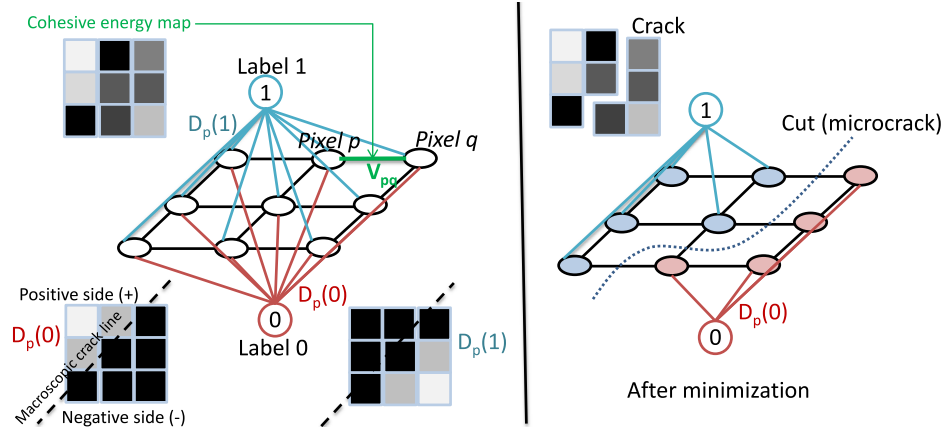 Cohesive energy map
Label 1
1
Dp(1)
Pixel p
Pixel q
Vpq
Positive side (+)
Dp(0)
Macroscopic crack line
Negative side (-)
Dp(0)
0
Label 0
Dp(1)
Crack
1
Cut (microcrack)
Dp(0)
0
After minimization